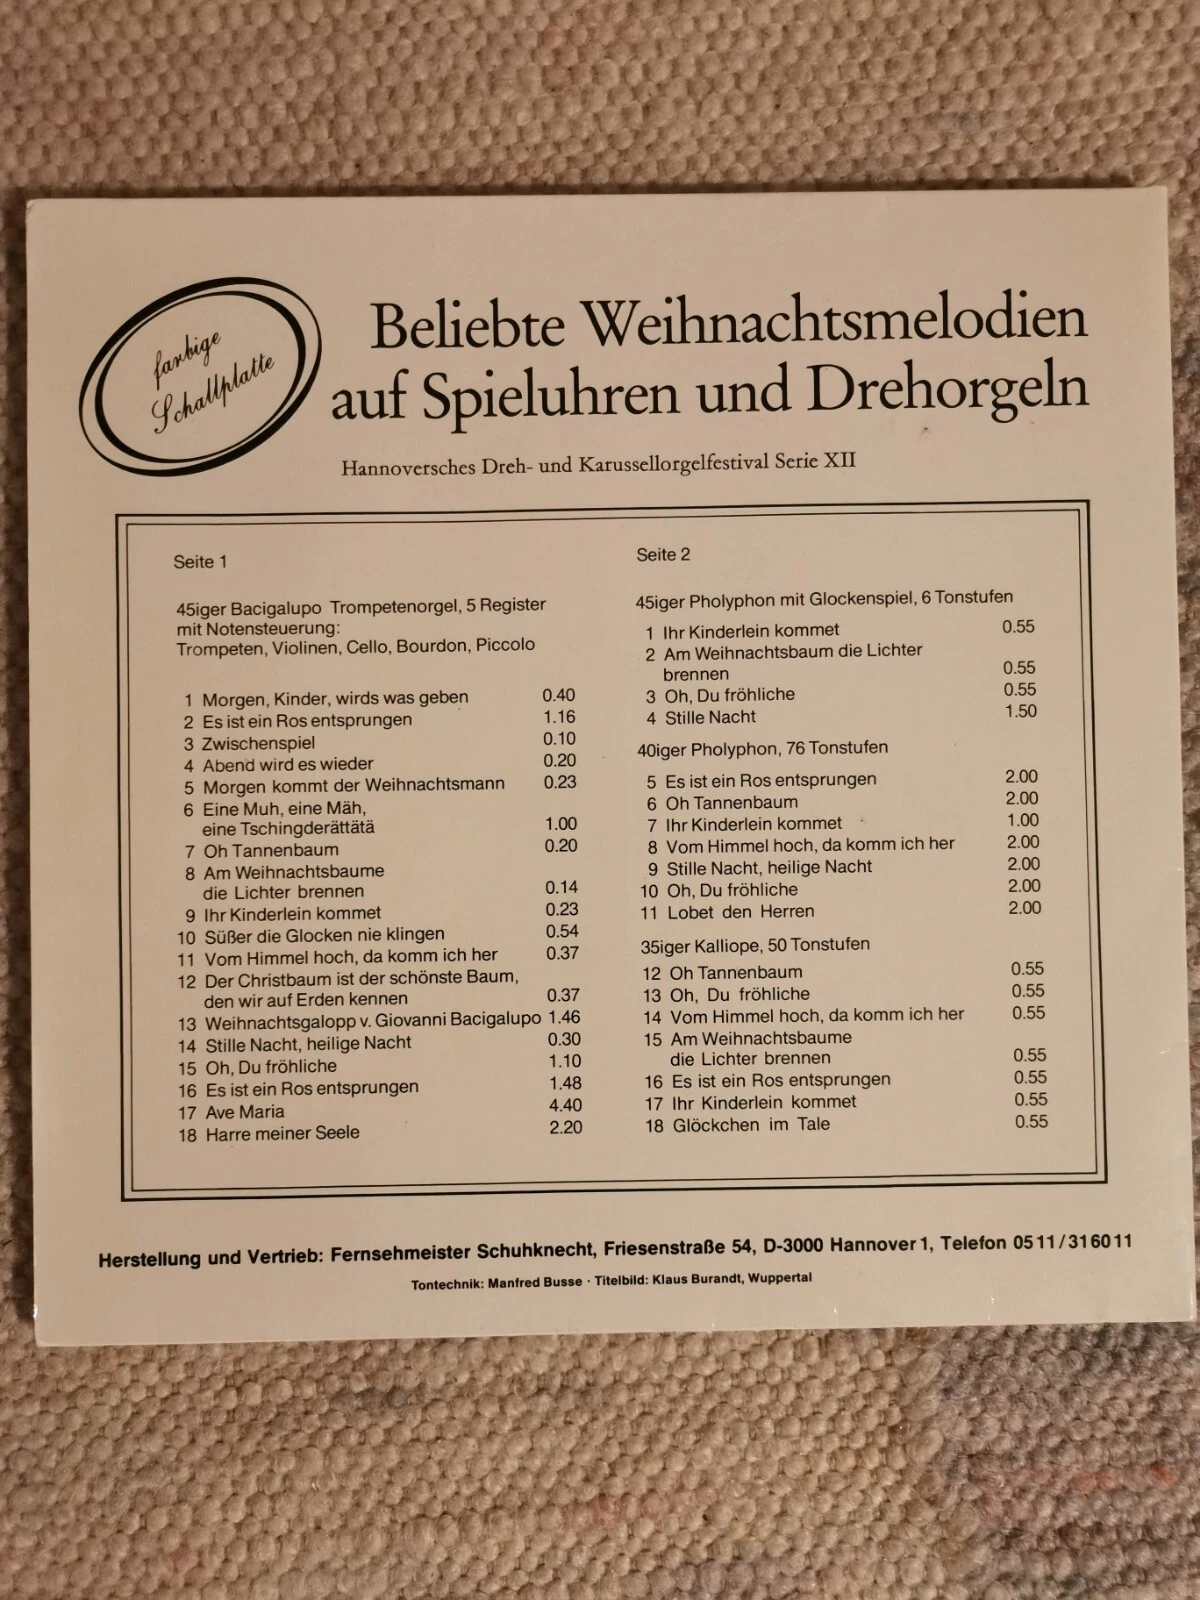 farbige
Schallplatte
Beliebte Weihnachtsmelodien
auf Spieluhren und Drehorgeln
Hannoversches Dreh- und Karussellorgelfestival Serie XII
Seite 1
45iger Bacigalupo Trompetenorgel, 5 Register
mit Notensteuerung:
Trompeten, Violinen, Cello, Bourdon, Piccolo
1 Morgen, Kinder, wirds was geben 0.40
2 Es ist ein Ros entsprungen 1.16
3 Zwischenspiel 0.10
4 Abend wird es wieder 0.20
5 Morgen kommt der Weihnachtsmann 0.23
6 Eine Muh, eine Mäh,
eine Tschingderättätä 1.00
7 Oh Tannenbaum 0.20
8 Am Weihnachtsbaume
die Lichter brennen 0.14
9 Ihr Kinderlein kommet 0.23
10 Süßer die Glocken nie klingen 0.54
11 Vom Himmel hoch, da komm ich her 0.37
12 Der Christbaum ist der schönste Baum,
den wir auf Erden kennen 0.37
13 Weihnachtsgalopp v. Giovanni Bacigalupo 1.46
14 Stille Nacht, heilige Nacht 0.30
15 Oh, Du fröhliche 1.10
16 Es ist ein Ros entsprungen 1.48
17 Ave Maria 4.40
18 Harre meiner Seele 2.20
Seite 2
45iger Pholyphon mit Glockenspiel, 6 Tonstufen
1 Ihr Kinderlein kommet 0.55
2 Am Weihnachtsbaum die Lichter
brennen 0.55
3 Oh, Du fröhliche 0.55
4 Stille Nacht 1.50
40iger Pholyphon, 76 Tonstufen
5 Es ist ein Ros entsprungen 2.00
6 Oh Tannenbaum 2.00
7 Ihr Kinderlein kommet 1.00
8 Vom Himmel hoch, da komm ich her 2.00
9 Stille Nacht, heilige Nacht 2.00
10 Oh, Du fröhliche 2.00
11 Lobet den Herren 2.00
35iger Kalliope, 50 Tonstufen
12 Oh Tannenbaum 0.55
13 Oh, Du fröhliche 0.55
14 Vom Himmel hoch, da komm ich her 0.55
15 Am Weihnachtsbaume
die Lichter brennen 0.55
16 Es ist ein Ros entsprungen 0.55
17 Ihr Kinderlein kommet 0.55
18 Glöckchen im Tale 0.55
Herstellung und Vertrieb: Fernsehmeister Schuhknecht, Friesenstraße 54, D-3000 Hannover 1, Telefon 0511/316011
Tontechnik: Manfred Busse · Titelbild: Klaus Burandt, Wuppertal